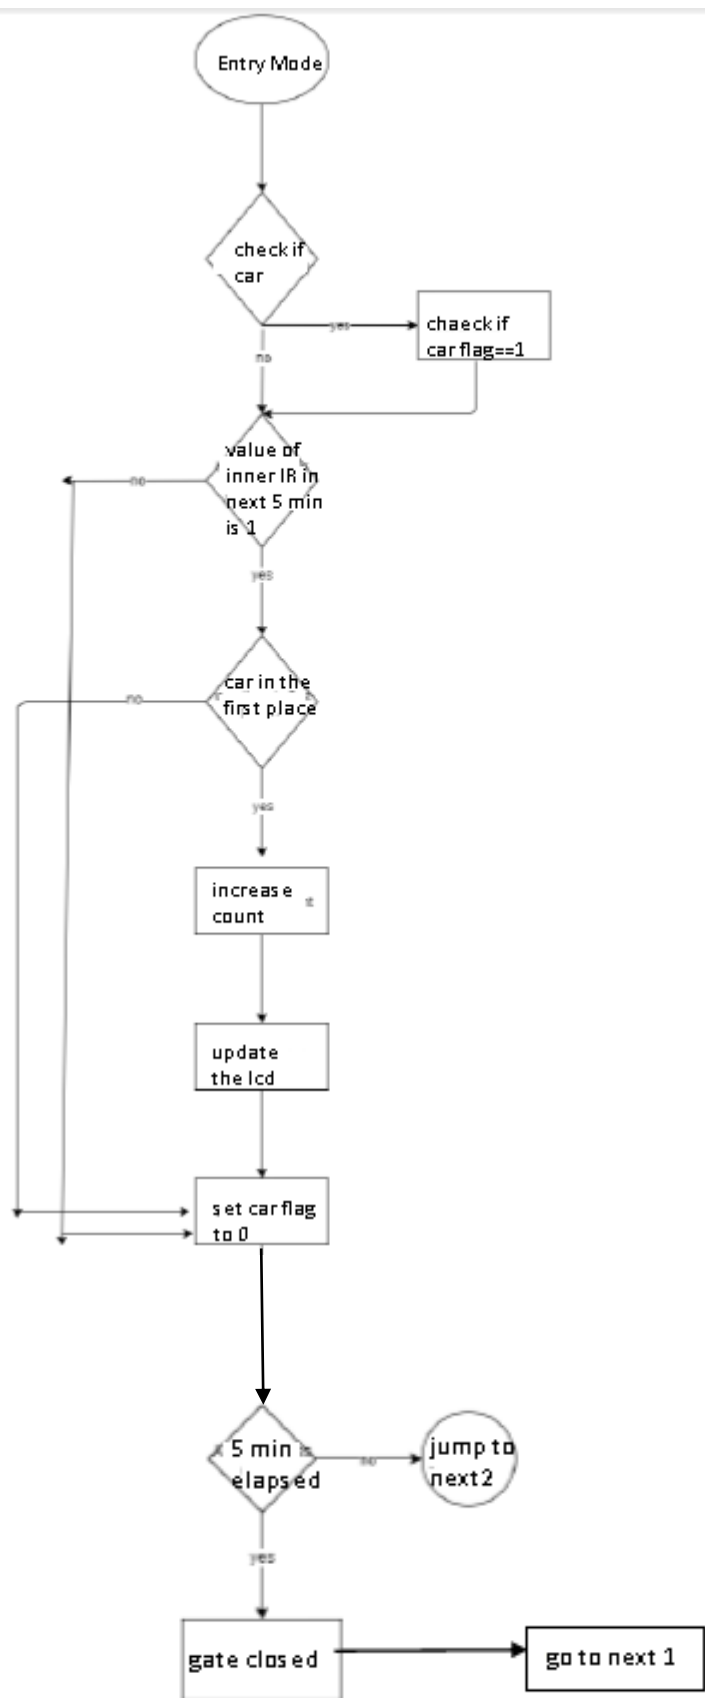 Entry Mode
check if
car
yes
chaeck if
car flag==1
no
value of
inner IR in
next 5 min
is 1
no
yes
car in the
first place
no
yes
increase
count
update
the lcd
set car flag
to 0
5 min is
elapsed
no
jump to
next2
yes
gate closed
go to next 1